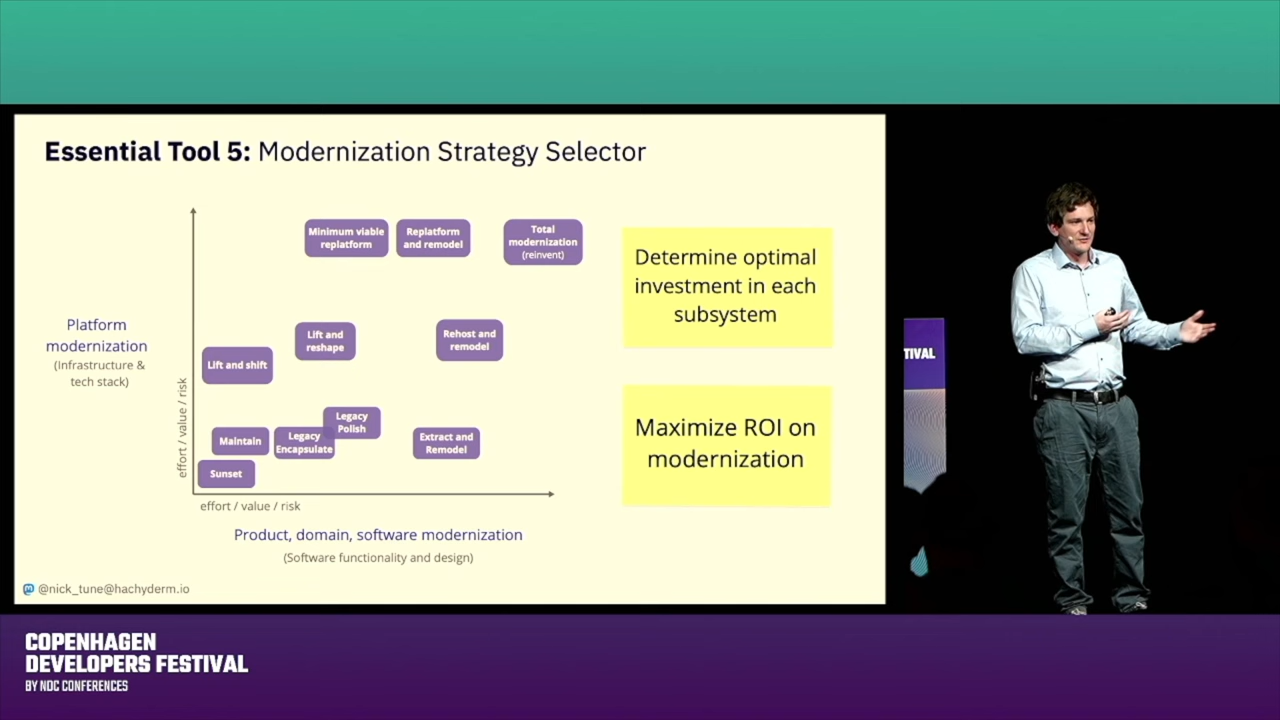 Essential Tool 5: Modernization Strategy Selector
Minimum viable
replatform
Replatform
and remodel
Total
modernization
(reinvent)
Determine optimal
investment in each
subsystem
Platform
modernization
(infrastructure &
tech stack)
Lift and
reshape
Rehost and
remodel
Lift and shift
TIVAL
effort / value / risk
Legacy
Polish
Maintain
Legacy
Encapsulate
Extract and
Remodel
Sunset
Maximize ROI on
modernization
effort / value / risk
Product, domain, software modernization
(Software functionality and design)
@nick_tune@hachyderm.io
COPENHAGEN
DEVELOPERS FESTIVAL
BY NDC CONFERENCES